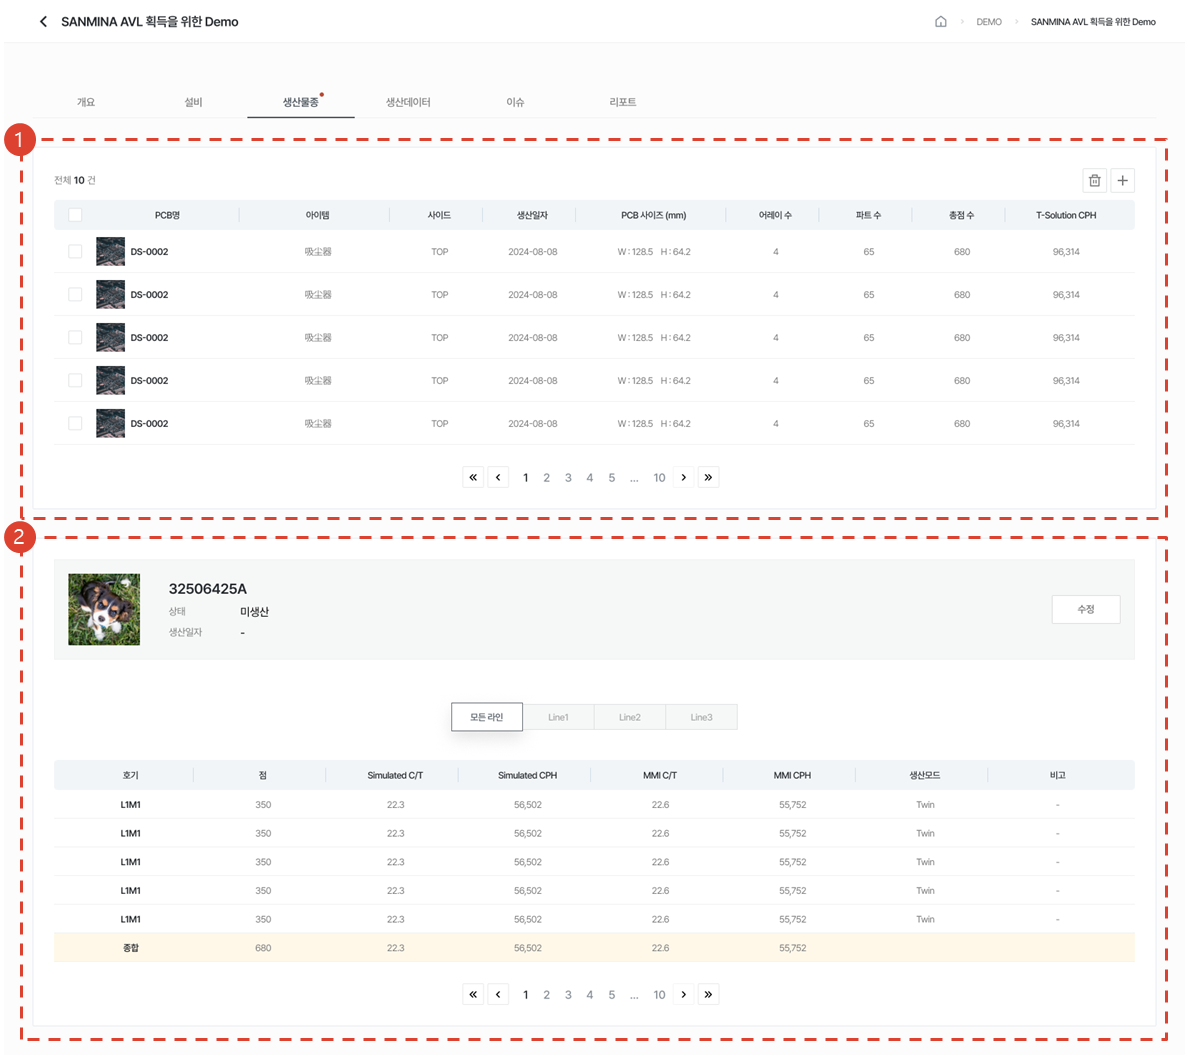 SANMINA AVL 획득을 위한 Demo
DEMO SANMINA AVL 획득을 위한 Demo
개요 설비 생산물종 생산데이터 이슈 리포트
1
전체 10 건
PCB명 아이템 사이드 생산일자 PCB 사이즈 (mm) 어레이 수 파트 수 총점 수 T-Solution CPH
DS-0002 吸尘器 TOP 2024-08-08 W : 128.5 H : 64.2 4 65 680 96,314
DS-0002 吸尘器 TOP 2024-08-08 W : 128.5 H : 64.2 4 65 680 96,314
DS-0002 吸尘器 TOP 2024-08-08 W : 128.5 H : 64.2 4 65 680 96,314
DS-0002 吸尘器 TOP 2024-08-08 W : 128.5 H : 64.2 4 65 680 96,314
DS-0002 吸尘器 TOP 2024-08-08 W : 128.5 H : 64.2 4 65 680 96,314
« ‹ 1 2 3 4 5 ... 10 › »
2
32506425A
상태 미생산
생산일자 -
수정
모든 라인 Line1 Line2 Line3
호기 점 Simulated C/T Simulated CPH MMI C/T MMI CPH 생산모드 비고
L1M1 350 22.3 56,502 22.6 55,752 Twin -
L1M1 350 22.3 56,502 22.6 55,752 Twin -
L1M1 350 22.3 56,502 22.6 55,752 Twin -
L1M1 350 22.3 56,502 22.6 55,752 Twin -
L1M1 350 22.3 56,502 22.6 55,752 Twin -
종합 680 22.3 56,502 22.6 55,752
« ‹ 1 2 3 4 5 ... 10 › »